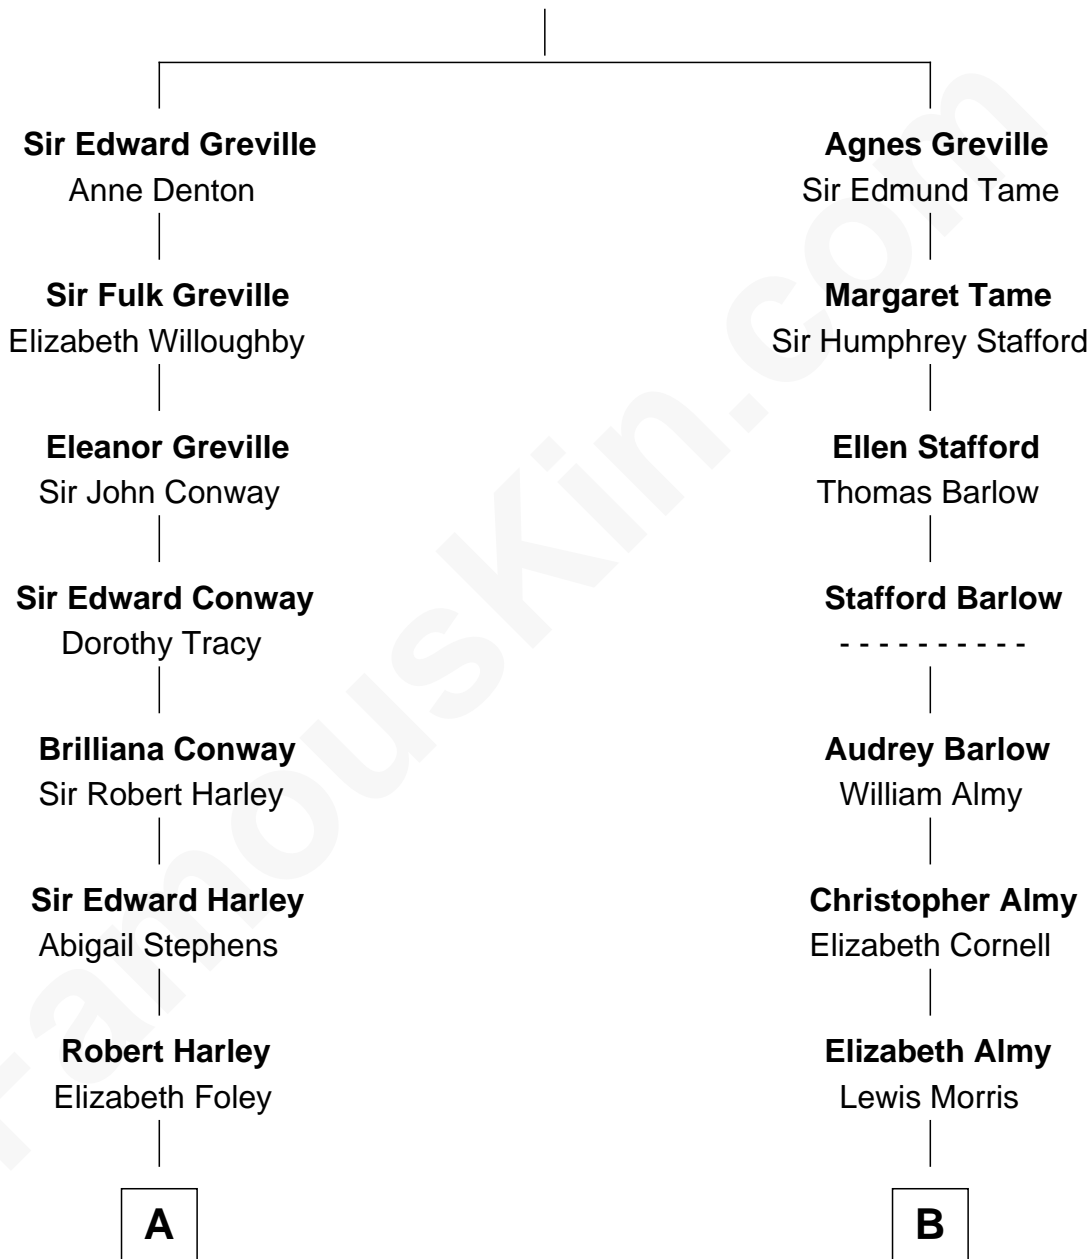 Sir Edward Greville
Anne Denton
Sir Fulk Greville
Elizabeth Willoughby
Eleanor Greville
Sir John Conway
Sir Edward Conway
Dorothy Tracy
Brilliana Conway
Sir Robert Harley
Sir Edward Harley
Abigail Stephens
Robert Harley
Elizabeth Foley
A
Agnes Greville
Sir Edmund Tame
Margaret Tame
Sir Humphrey Stafford
Ellen Stafford
Thomas Barlow
Stafford Barlow
- - - - - - - - - -
Audrey Barlow
William Almy
Christopher Almy
Elizabeth Cornell
Elizabeth Almy
Lewis Morris
B
FamousKin.com